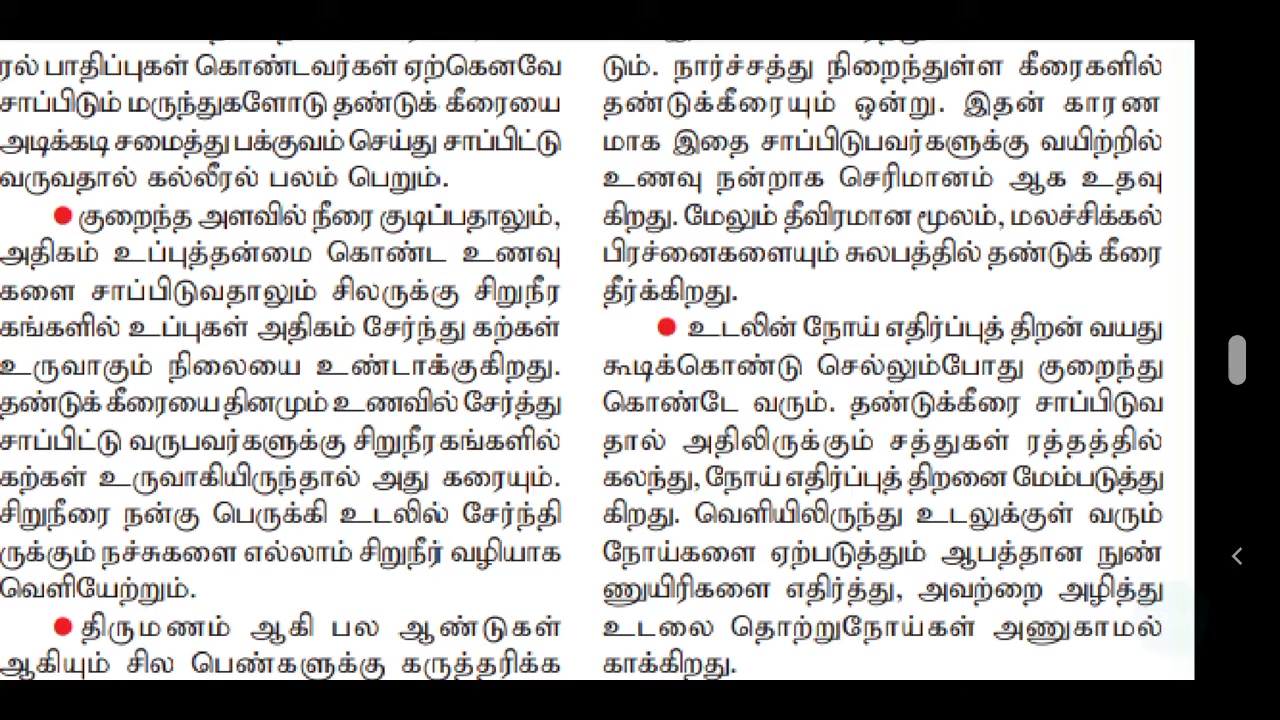 ரல் பாதிப்புகள் கொண்டவர்கள் ஏற்கெனவே
சாப்பிடும் மருந்துகளோடு தண்டுக் கீரையை
அடிக்கடி சமைத்து பக்குவம் செய்து சாப்பிட்டு
வருவதால் கல்லீரல் பலம் பெறும்.
● குறைந்த அளவில் நீரை குடிப்பதாலும்,
அதிகம் உப்புத்தன்மை கொண்ட உணவு
களை சாப்பிடுவதாலும் சிலருக்கு சிறுநீர
கங்களில் உப்புகள் அதிகம் சேர்ந்து கற்கள்
உருவாகும் நிலையை உண்டாக்குகிறது.
தண்டுக் கீரையை தினமும் உணவில் சேர்த்து
சாப்பிட்டு வருபவர்களுக்கு சிறுநீரகங்களில்
கற்கள் உருவாகியிருந்தால் அது கரையும்.
சிறுநீரை நன்கு பெருக்கி உடலில் சேர்ந்தி
ருக்கும் நச்சுகளை எல்லாம் சிறுநீர் வழியாக
வெளியேற்றும்.
● திருமணம் ஆகி பல ஆண்டுகள்
ஆகியும் சில பெண்களுக்கு கருத்தரிக்க
டும். நார்ச்சத்து நிறைந்துள்ள கீரைகளில்
தண்டுக்கீரையும் ஒன்று. இதன் காரண
மாக இதை சாப்பிடுபவர்களுக்கு வயிற்றில்
உணவு நன்றாக செரிமானம் ஆக உதவு
கிறது. மேலும் தீவிரமான மூலம், மலச்சிக்கல்
பிரச்னைகளையும் சுலபத்தில் தண்டுக் கீரை
தீர்க்கிறது.
● உடலின் நோய் எதிர்ப்புத் திறன் வயது
கூடிக்கொண்டு செல்லும்போது குறைந்து
கொண்டே வரும். தண்டுக்கீரை சாப்பிடுவ
தால் அதிலிருக்கும் சத்துகள் ரத்தத்தில்
கலந்து, நோய் எதிர்ப்புத் திறனை மேம்படுத்து
கிறது. வெளியிலிருந்து உடலுக்குள் வரும்
நோய்களை ஏற்படுத்தும் ஆபத்தான நுண்
ணுயிரிகளை எதிர்த்து, அவற்றை அழித்து
உடலை தொற்றுநோய்கள் அணுகாமல்
காக்கிறது.